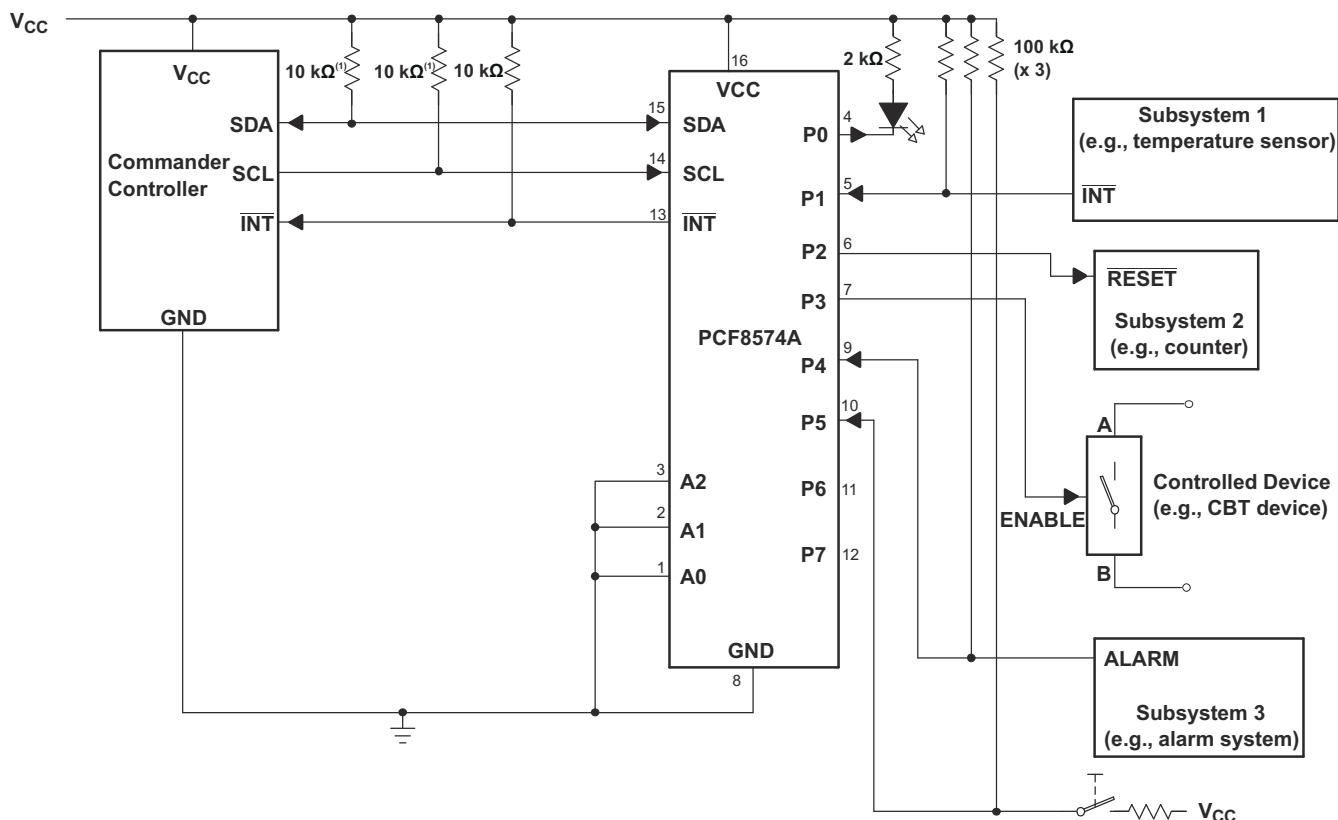 VCC
VCC
10 kΩ(1)
10 kΩ(1)
10 kΩ
SDA
SCL
INT
Commander
Controller
GND
16
VCC
15
SDA
14
SCL
13
INT
PCF8574A
3
A2
2
A1
1
A0
GND
8
P0
4
P1
5
P2
6
P3
7
P4
9
P5
10
P6
11
P7
12
2 kΩ
100 kΩ
(x 3)
Subsystem 1
(e.g., temperature sensor)
INT
RESET
Subsystem 2
(e.g., counter)
A
ENABLE
B
Controlled Device
(e.g., CBT device)
ALARM
Subsystem 3
(e.g., alarm system)
VCC